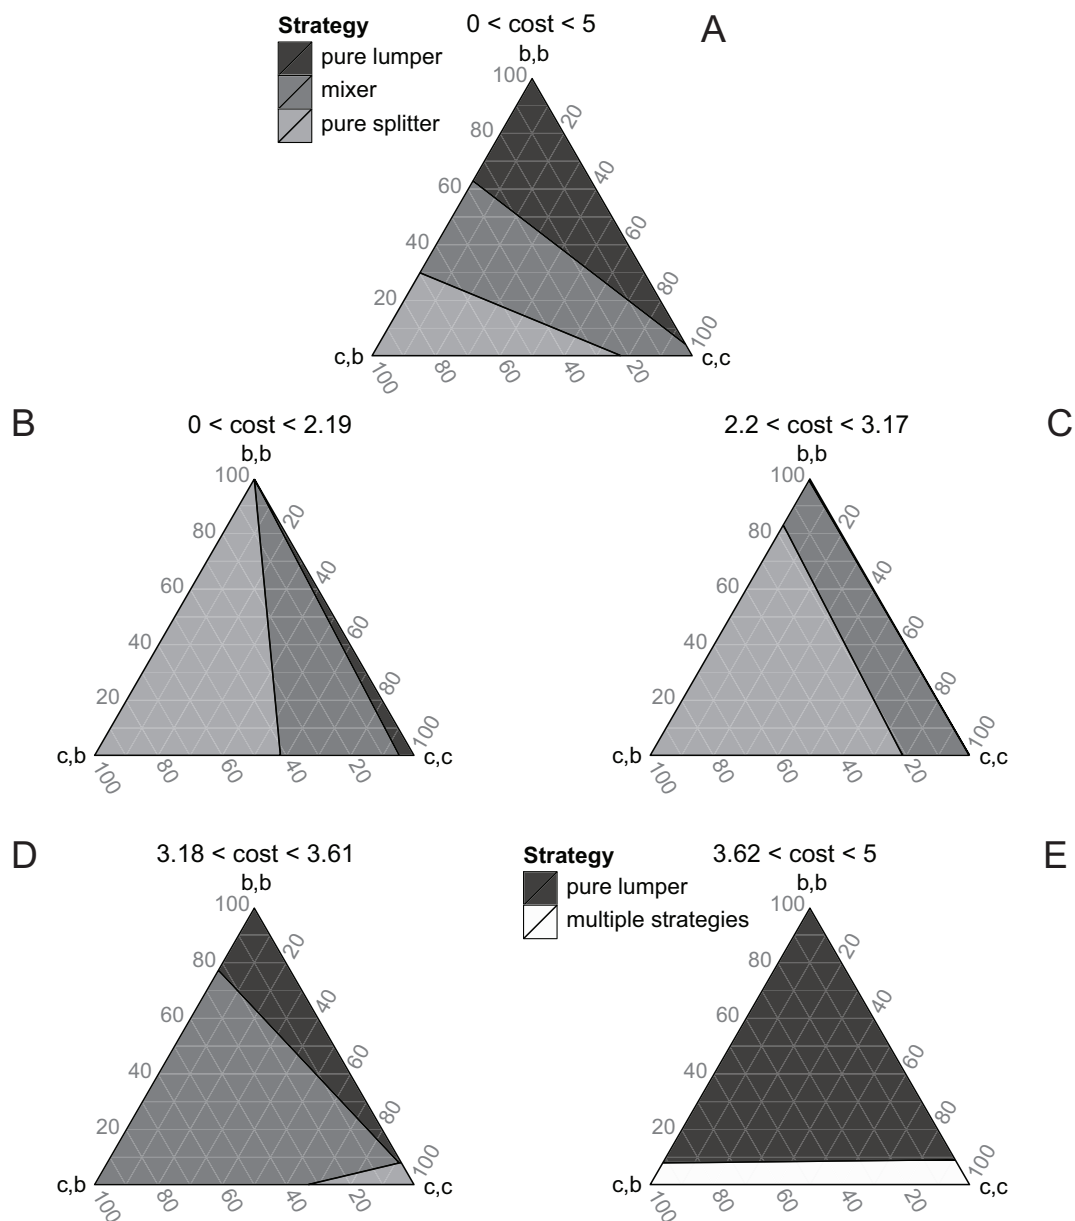 Strategy
pure lumper
mixer
pure splitter
0 < cost < 5
A
b,b
100
80
60
40
20
20
40
60
80
100
c,b
c,c
100
80
60
40
20
B
0 < cost < 2.19
b,b
100
80
60
40
20
20
40
60
80
100
c,b
c,c
100
80
60
40
20
2.2 < cost < 3.17
C
b,b
100
80
60
40
20
20
40
60
80
100
c,b
c,c
100
80
60
40
20
D
3.18 < cost < 3.61
b,b
100
80
60
40
20
20
40
60
80
100
c,b
c,c
100
80
60
40
20
Strategy
pure lumper
multiple strategies
3.62 < cost < 5
E
b,b
100
80
60
40
20
20
40
60
80
100
c,b
c,c
100
80
60
40
20